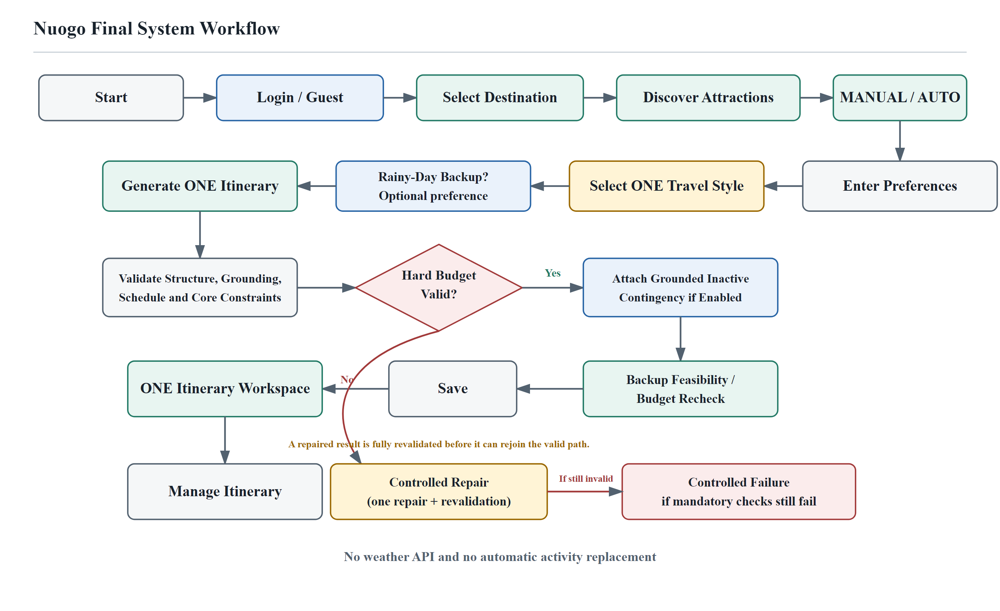 Nuogo Final System Workflow
Start
Login / Guest
Select Destination
Discover Attractions
MANUAL / AUTO
Generate ONE Itinerary
Rainy-Day Backup?
Optional preference
Select ONE Travel Style
Enter Preferences
Validate Structure, Grounding,
Schedule and Core Constraints
Hard Budget
Valid?
Yes
Attach Grounded Inactive
Contingency if Enabled
ONE Itinerary Workspace
No
Save
Backup Feasibility /
Budget Recheck
A repaired result is fully revalidated before it can rejoin the valid path.
Manage Itinerary
Controlled Repair
(one repair + revalidation)
If still invalid
Controlled Failure
if mandatory checks still fail
No weather API and no automatic activity replacement